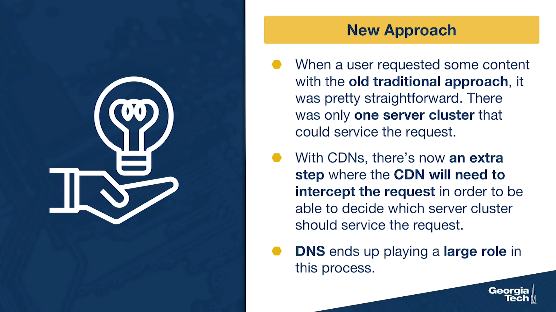 New Approach
When a user requested some content
with the old traditional approach, it
was pretty straightforward. There
was only one server cluster that
could service the request.
With CDNs, there's now an extra
step where the CDN will need to
intercept the request in order to be
able to decide which server cluster
should service the request.
DNS ends up playing a large role in
this process.
Georgia
Tech